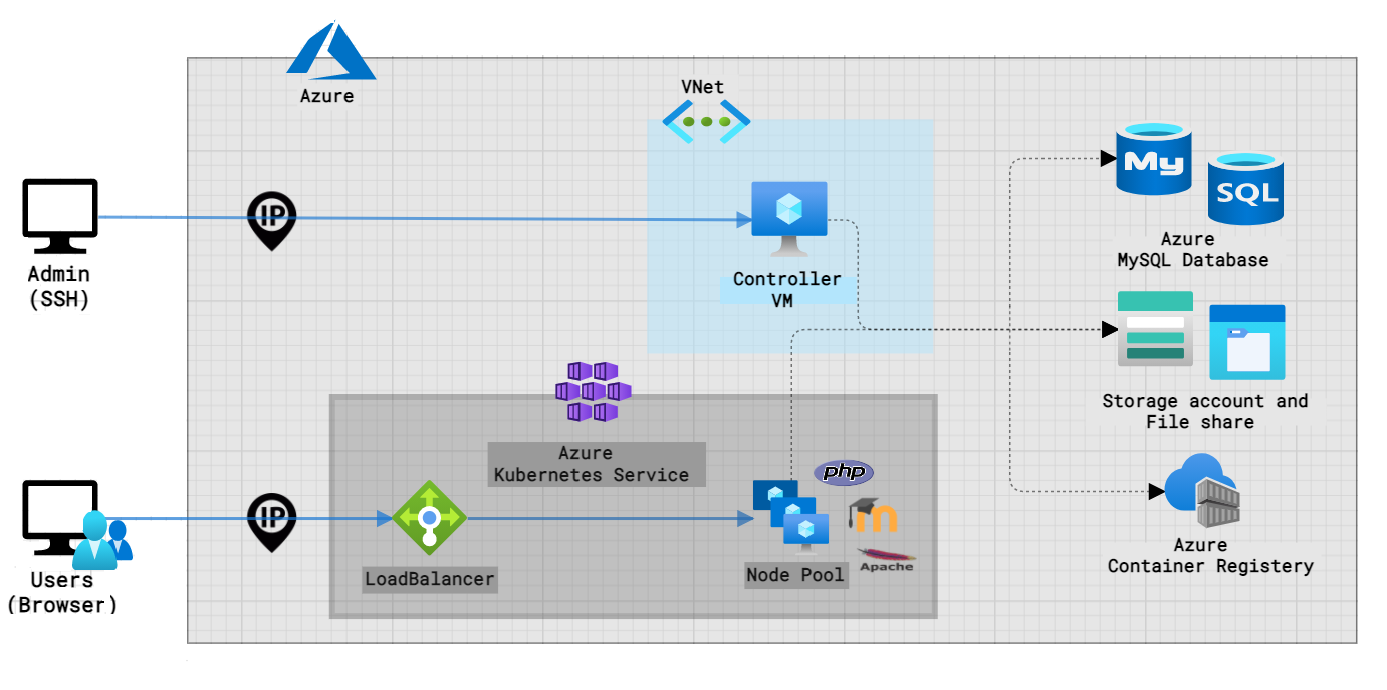 Azure
VNet
IP
Admin
(SSH)
Controller
VM
My
SQL
Azure
MySQL Database
Storage account and
File share
Azure
Kubernetes Service
php
m
Apache
IP
LoadBalancer
Node Pool
Users
(Browser)
Azure
Container Registery